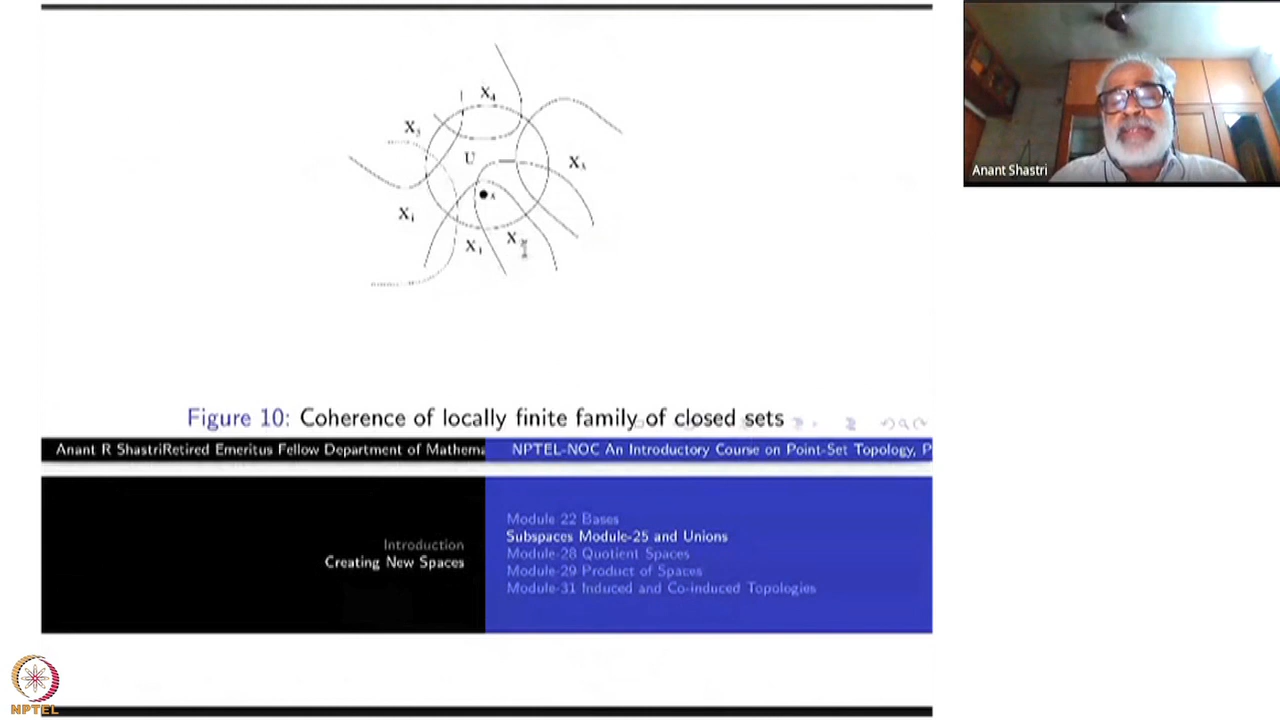 X₄
X₅
U
X₃
x
X₁
X₂
Figure 10: Coherence of locally finite family of closed sets
Anant R ShastriRetired Emeritus Fellow Department of Mathema
NPTEL-NOC An Introductory Course on Point-Set Topology, P
Introduction
Creating New Spaces
Module 22 Bases
Subspaces Module-25 and Unions
Module-28 Quotient Spaces
Module-29 Product of Spaces
Module-31 Induced and Co-induced Topologies
Anant Shastri
NPTEL